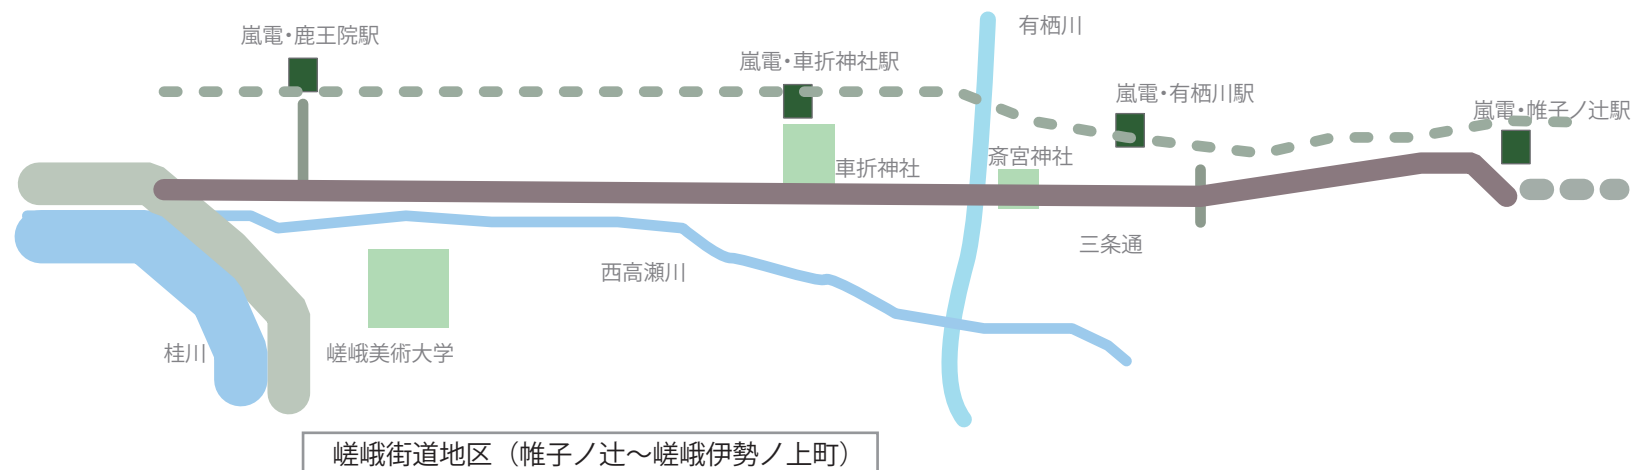 有栖川
嵐電・鹿王院駅
嵐電・車折神社駅
嵐電・有栖川駅
嵐電・帷子ノ辻駅
斎宮神社
車折神社
三条通
西高瀬川
桂川
嵯峨美術大学
嵯峨街道地区（帷子ノ辻～嵯峨伊勢ノ上町）